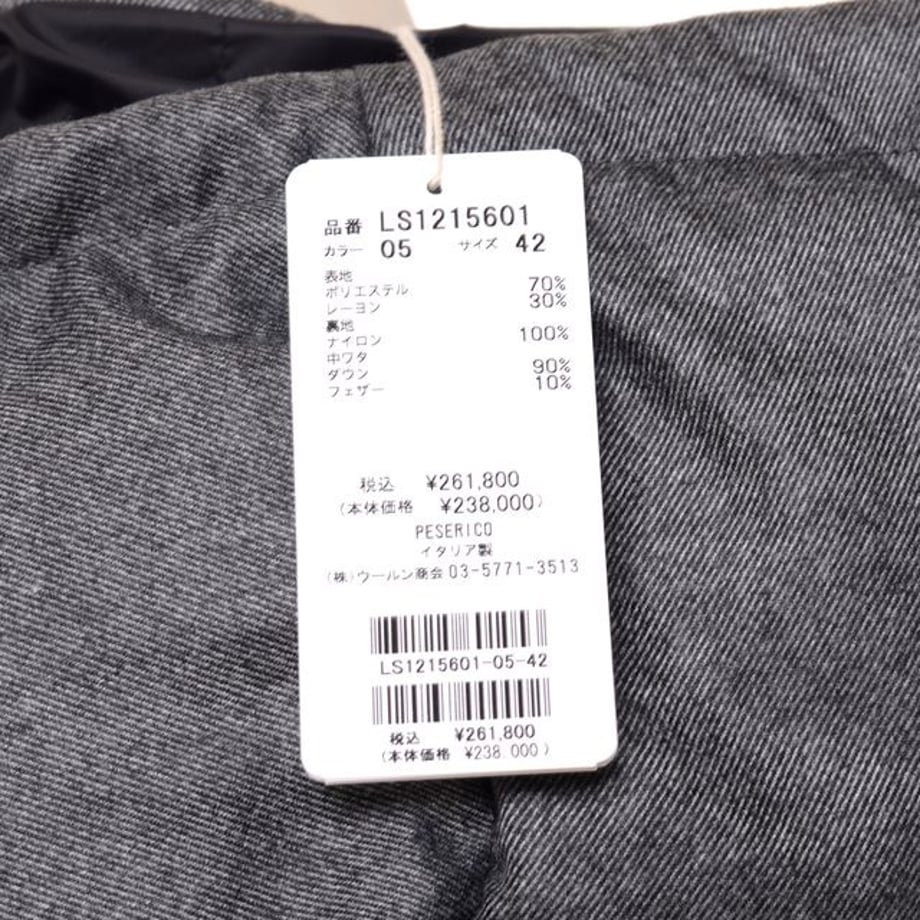 品番 LS1215601
カラー 05 サイズ 42
表地
ポリエステル 70%
レーヨン 30%
裏地
ナイロン 100%
中ワタ
ダウン 90%
フェザー 10%
税込 ¥261,800
(本体価格 ¥238,000)
PESERICO
イタリア製
(株)ウールン商会 03-5771-3513
LS1215601-05-42
税込 ¥261,800
(本体価格 ¥238.000)